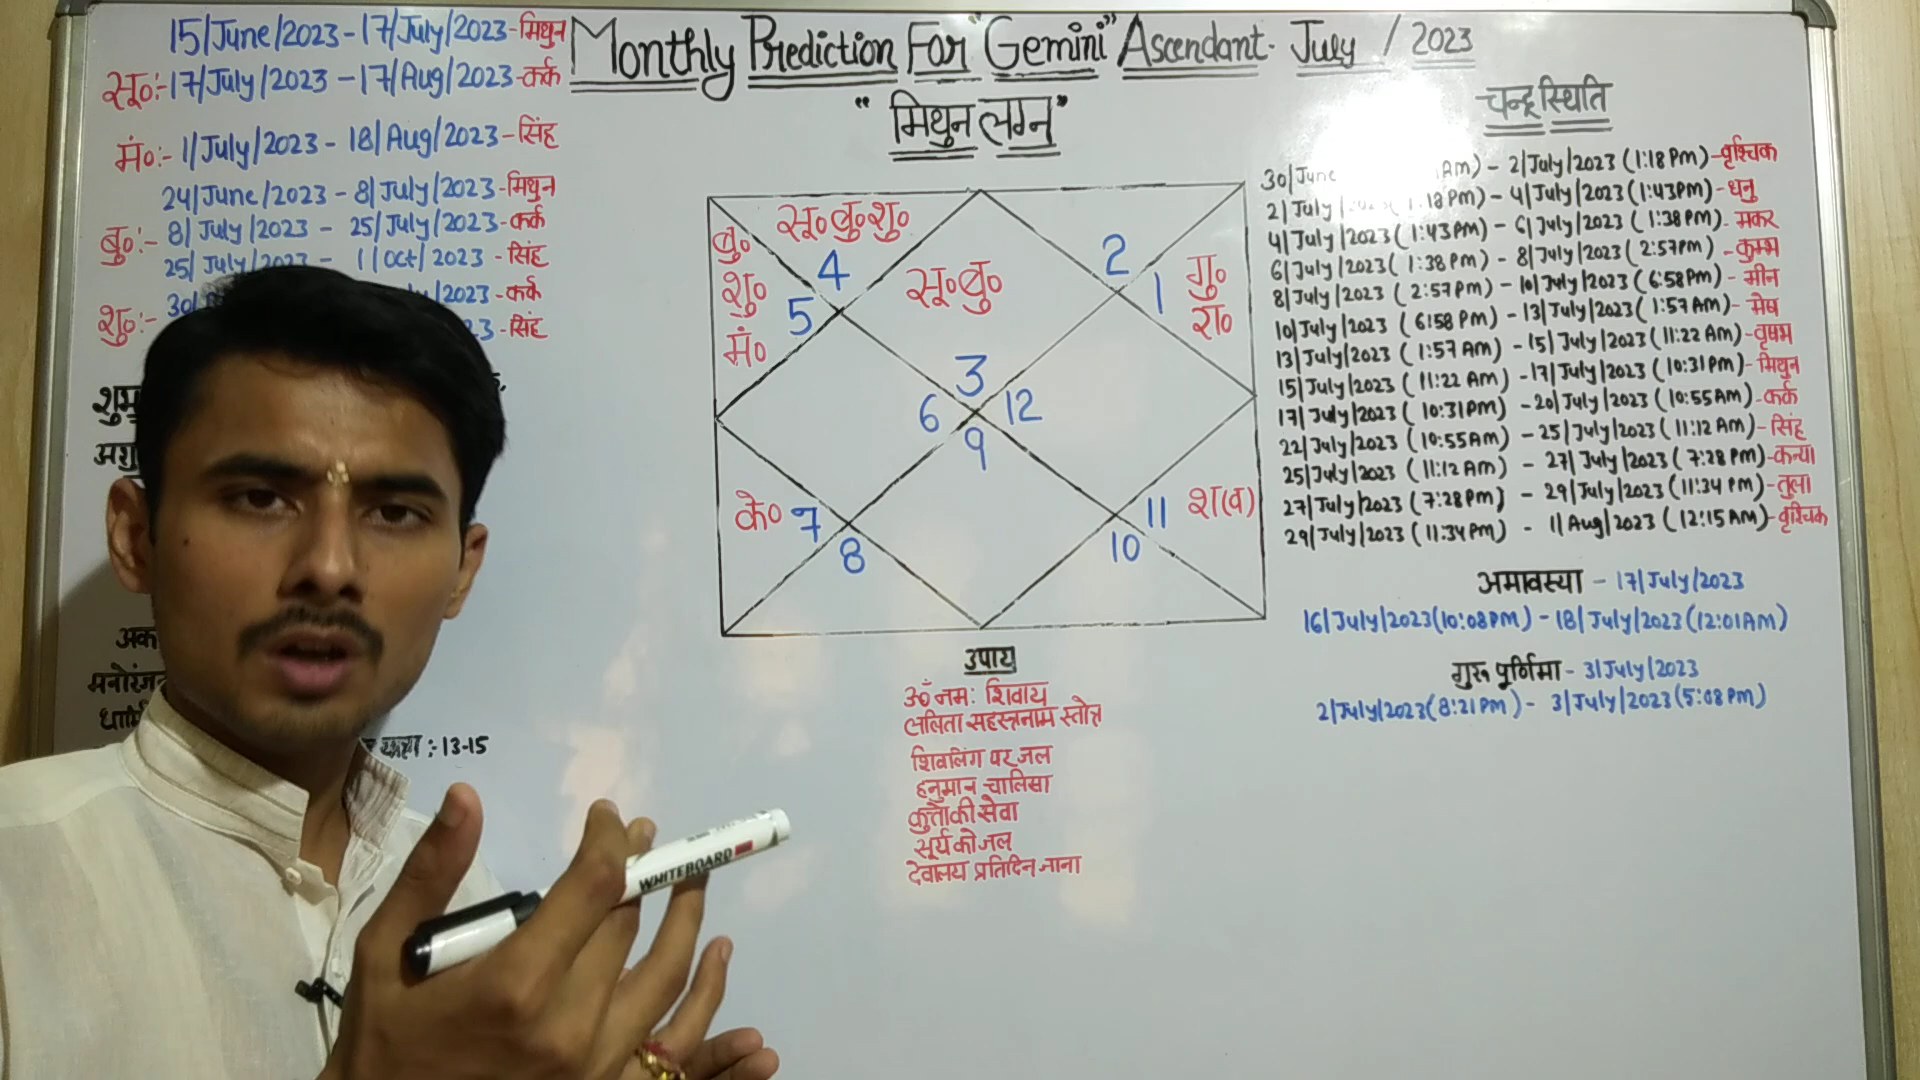 Monthly Prediction For "Gemini" Ascendant. July / 2023
"मिथुन लग्न"
15/June/2023 - 17/July/2023 - मिथुन
सू० :- 17/July/2023 - 17/Aug/2023 - कर्क
मं० :- 1/July/2023 - 18/Aug/2023 - सिंह
24/June/2023 - 8/July/2023 - मिथुन
बु० :- 8/July/2023 - 25/July/2023 - कर्क
25/July/2023 - 1/Oct/2023 - सिंह
शु० :- 30/ /2023 - कर्क
23 - सिंह
:- 13-15
सू० बु० शु०
बु०
शु०
मं०
4
5
सू० बु०
2
1
गु०
रा०
3
6
12
9
के० 7
8
11 श(व)
10
उपाय
ॐ नमः शिवाय
ललिता सहस्त्रनाम स्तोत्र
शिवलिंग पर जल
हनुमान चालिसा
कुत्तो की सेवा
सूर्य को जल
देवालय प्रतिदिन जाना
चन्द्र स्थिति
30/June Am) - 2/July/2023 (1:18 Pm) - वृश्चिक
2/July 1:18 Pm) - 4/July/2023 (1:43 Pm) - धनु
4/July/2023 (1:43 Pm) - 6/July/2023 (1:38 Pm) - मकर
6/July/2023 (1:38 Pm) - 8/July/2023 (2:57 Pm) - कुम्भ
8/July/2023 (2:57 Pm) - 10/July/2023 (6:58 Pm) - मीन
10/July/2023 (6:58 Pm) - 13/July/2023 (1:57 Am) - मेष
13/July/2023 (1:57 AM) - 15/July/2023 (11:22 AM) - वृषभ
15/July/2023 (11:22 AM) - 17/July/2023 (10:31 Pm) - मिथुन
17/July/2023 (10:31 PM) - 20/July/2023 (10:55 AM) - कर्क
22/July/2023 (10:55 AM) - 25/July/2023 (11:12 AM) - सिंह
25/July/2023 (11:12 AM) - 27/July/2023 (7:28 Pm) - कन्या
27/July/2023 (7:28 Pm) - 29/July/2023 (11:34 Pm) - तुला
29/July/2023 (11:34 PM) - 1/Aug/2023 (12:15 AM) - वृश्चिक
अमावस्या - 17/July/2023
16/July/2023 (10:08 PM) - 18/July/2023 (12:01 AM)
गुरु पूर्णिमा - 3/July/2023
2/July/2023 (8:21 PM) - 3/July/2023 (5:08 Pm)
WHITEBOARD